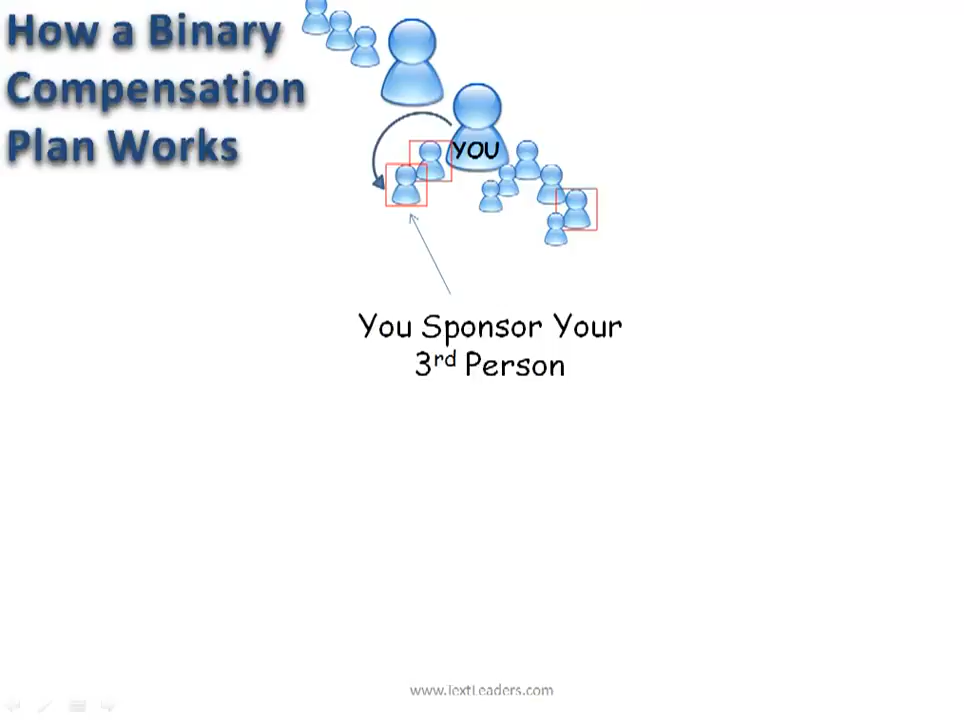 How a Binary
Compensation
Plan Works
YOU
You Sponsor Your
3rd Person
www.TextLeaders.com